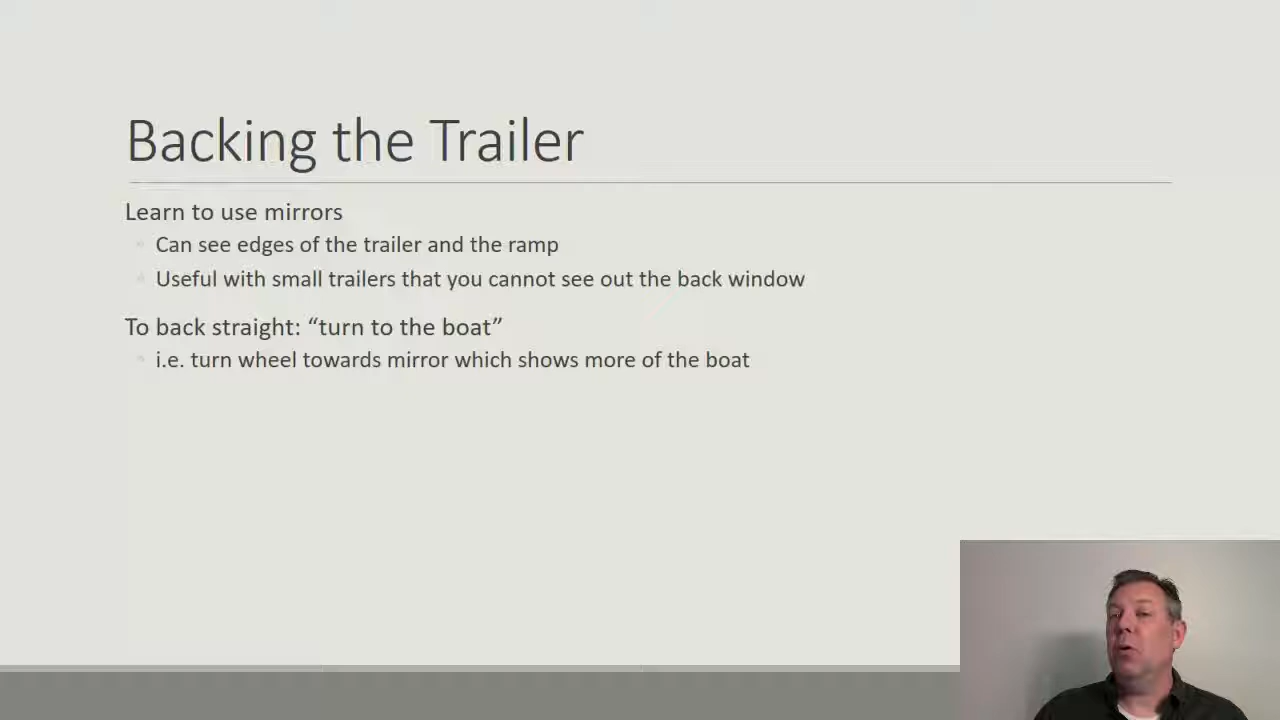 Backing the Trailer
Learn to use mirrors
Can see edges of the trailer and the ramp
Useful with small trailers that you cannot see out the back window
To back straight: “turn to the boat”
i.e. turn wheel towards mirror which shows more of the boat